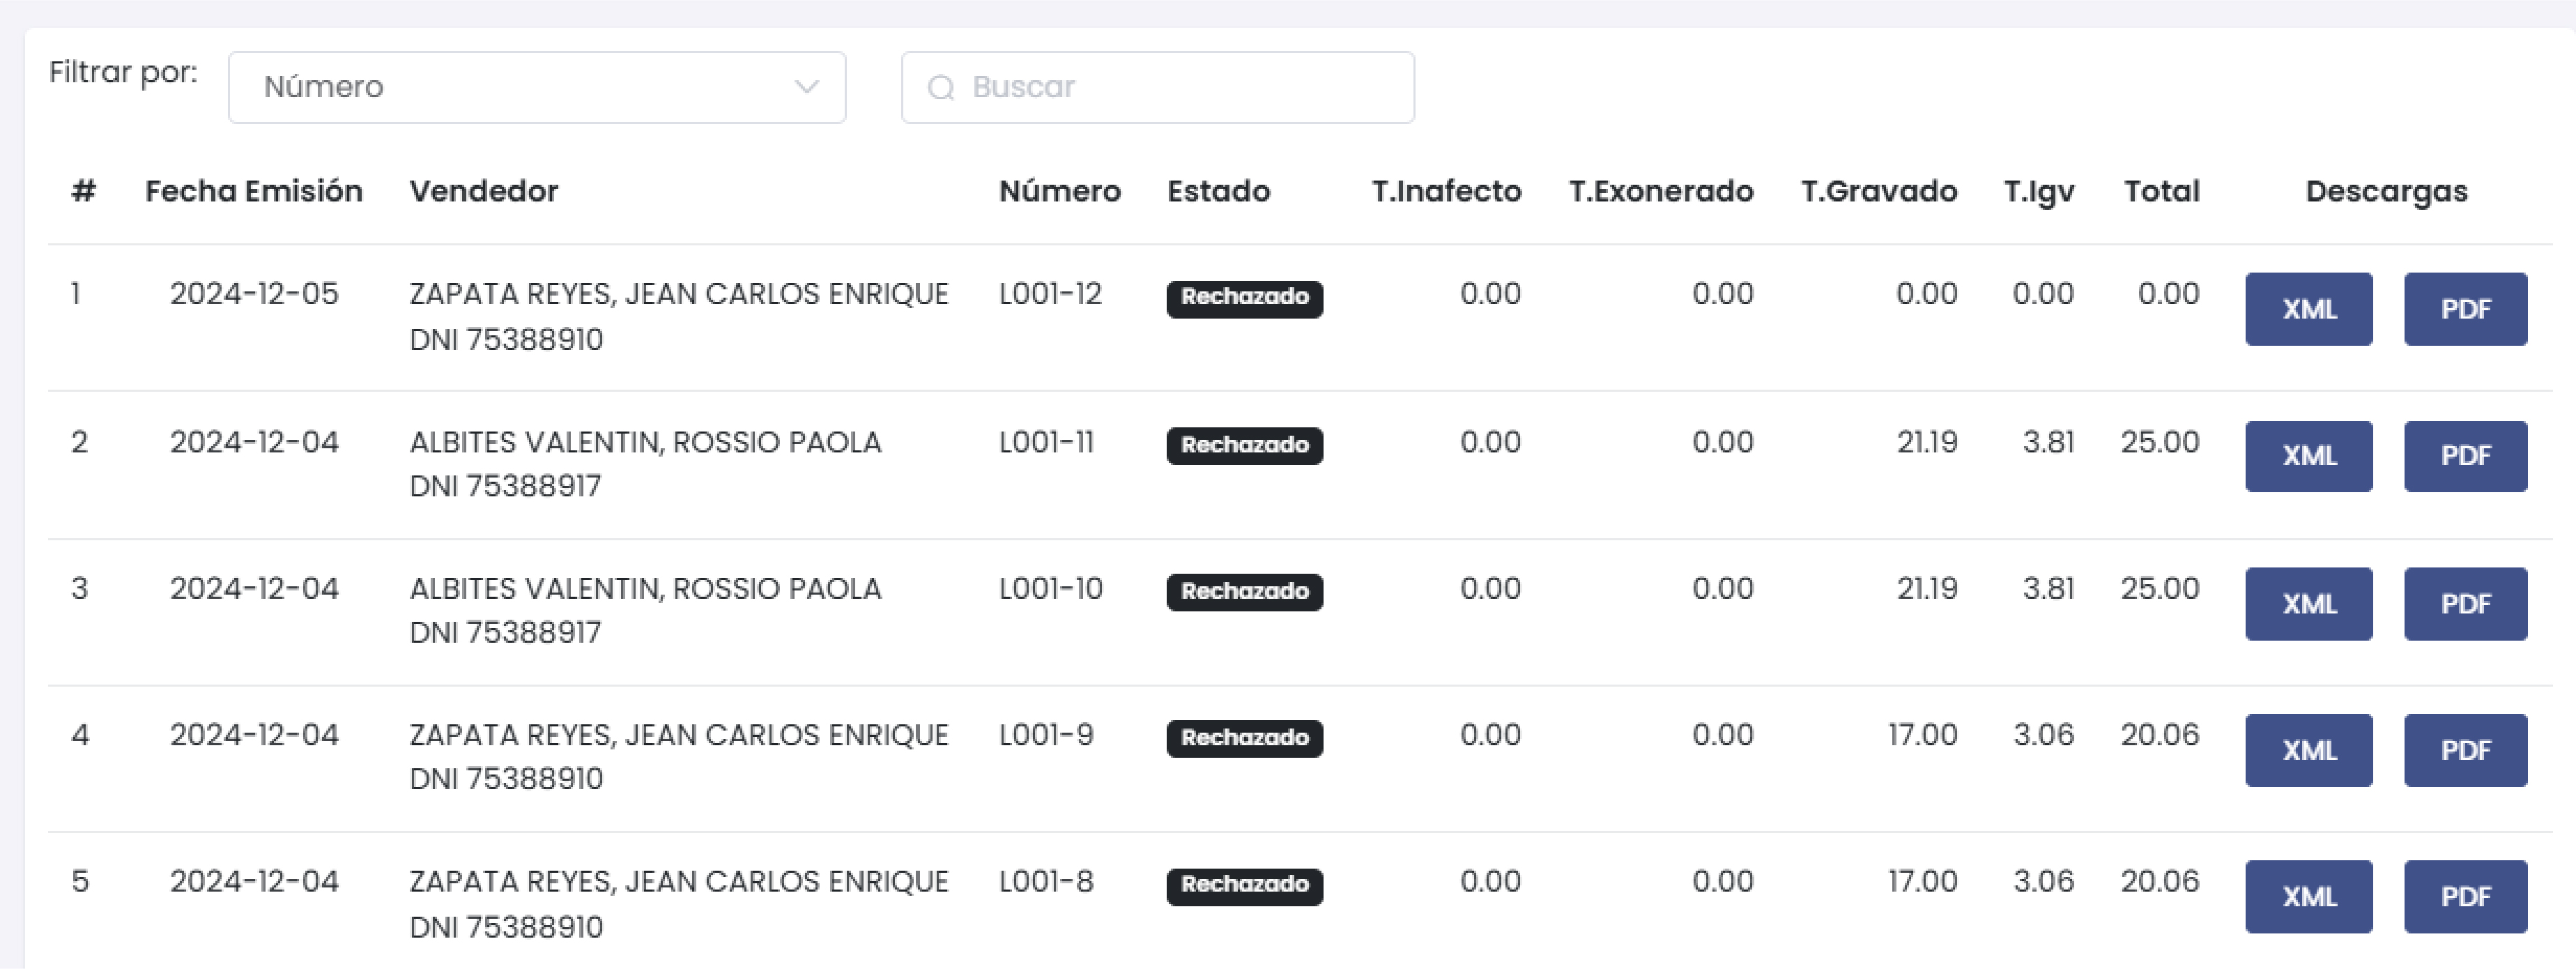 Filtrar por: Número Buscar
# Fecha Emisión Vendedor Número Estado T.Inafecto T.Exonerado T.Gravado T.Igv Total Descargas
1 2024-12-05 ZAPATA REYES, JEAN CARLOS ENRIQUE L001-12 Rechazado 0.00 0.00 0.00 0.00 0.00 XML PDF
DNI 75388910
2 2024-12-04 ALBITES VALENTIN, ROSSIO PAOLA L001-11 Rechazado 0.00 0.00 21.19 3.81 25.00 XML PDF
DNI 75388917
3 2024-12-04 ALBITES VALENTIN, ROSSIO PAOLA L001-10 Rechazado 0.00 0.00 21.19 3.81 25.00 XML PDF
DNI 75388917
4 2024-12-04 ZAPATA REYES, JEAN CARLOS ENRIQUE L001-9 Rechazado 0.00 0.00 17.00 3.06 20.06 XML PDF
DNI 75388910
5 2024-12-04 ZAPATA REYES, JEAN CARLOS ENRIQUE L001-8 Rechazado 0.00 0.00 17.00 3.06 20.06 XML PDF
DNI 75388910